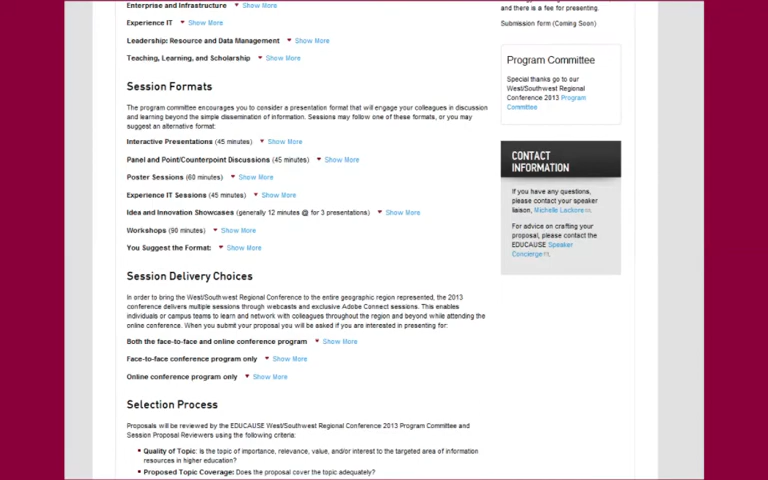 Enterprise and Infrastructure Show More
Experience IT Show More
Leadership: Resource and Data Management Show More
Teaching, Learning, and Scholarship Show More
Session Formats
The program committee encourages you to consider a presentation format that will engage your colleagues in discussion
and learning beyond the simple dissemination of information. Sessions may follow one of these formats, or you may
suggest an alternative format:
Interactive Presentations (45 minutes) Show More
Panel and Point/Counterpoint Discussions (45 minutes) Show More
Poster Sessions (60 minutes) Show More
Experience IT Sessions (45 minutes) Show More
Idea and Innovation Showcases (generally 12 minutes @ for 3 presentations) Show More
Workshops (90 minutes) Show More
You Suggest the Format: Show More
Session Delivery Choices
In order to bring the West/Southwest Regional Conference to the entire geographic region represented, the 2013
conference delivers multiple sessions through webcasts and exclusive Adobe Connect sessions. This enables
individuals or campus teams to learn and network with colleagues throughout the region and beyond while attending the
online conference. When you submit your proposal you will be asked if you are interested in presenting for:
Both the face-to-face and online conference program Show More
Face-to-face conference program only Show More
Online conference program only Show More
Selection Process
Proposals will be reviewed by the EDUCAUSE West/Southwest Regional Conference 2013 Program Committee and
Session Proposal Reviewers using the following criteria:
• Quality of Topic: Is the topic of importance, relevance, value, and/or interest to the targeted area of information
resources in higher education?
• Proposed Topic Coverage: Does the proposal cover the topic adequately?
and there is a fee for presenting.
Submission form (Coming Soon)
Program Committee
Special thanks go to our
West/Southwest Regional
Conference 2013 Program
Committee
CONTACT
INFORMATION
If you have any questions,
please contact your speaker
liaison, Michelle Lackore
For advice on crafting your
proposal, please contact the
EDUCAUSE Speaker
Concierge